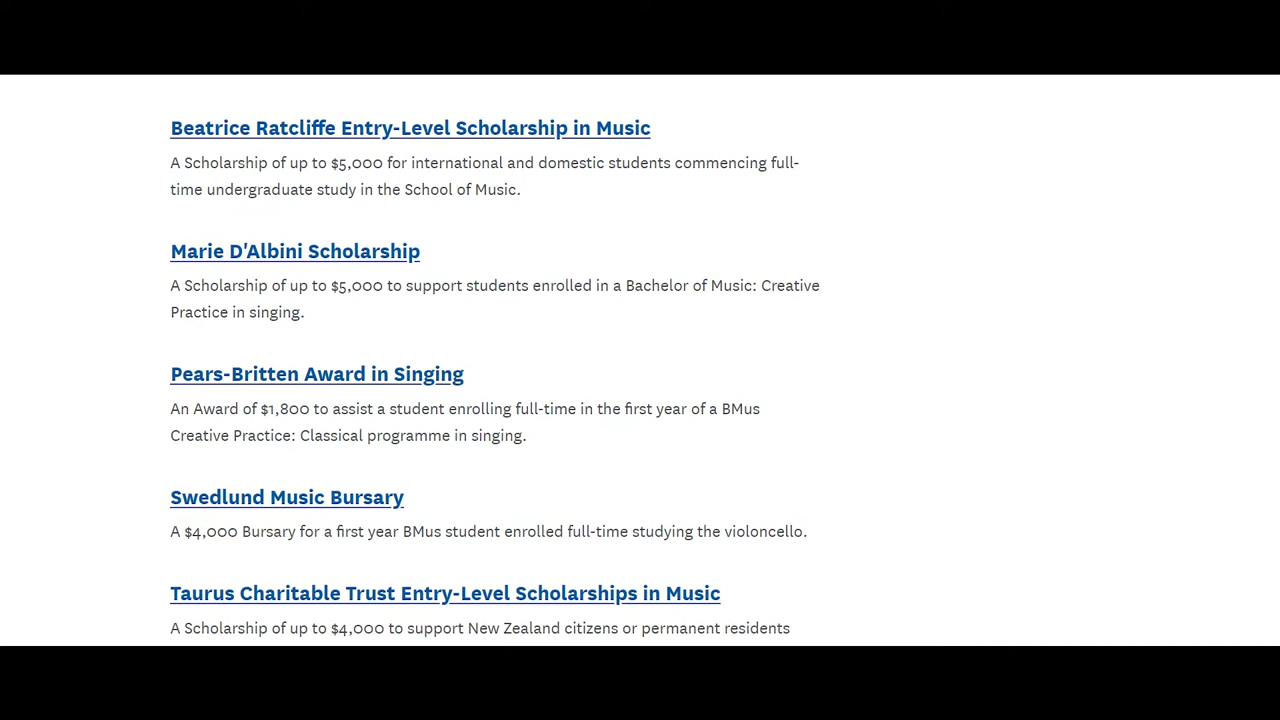 Beatrice Ratcliffe Entry-Level Scholarship in Music
A Scholarship of up to $5,000 for international and domestic students commencing full-
time undergraduate study in the School of Music.
Marie D'Albini Scholarship
A Scholarship of up to $5,000 to support students enrolled in a Bachelor of Music: Creative
Practice in singing.
Pears-Britten Award in Singing
An Award of $1,800 to assist a student enrolling full-time in the first year of a BMus
Creative Practice: Classical programme in singing.
Swedlund Music Bursary
A $4,000 Bursary for a first year BMus student enrolled full-time studying the violoncello.
Taurus Charitable Trust Entry-Level Scholarships in Music
A Scholarship of up to $4,000 to support New Zealand citizens or permanent residents